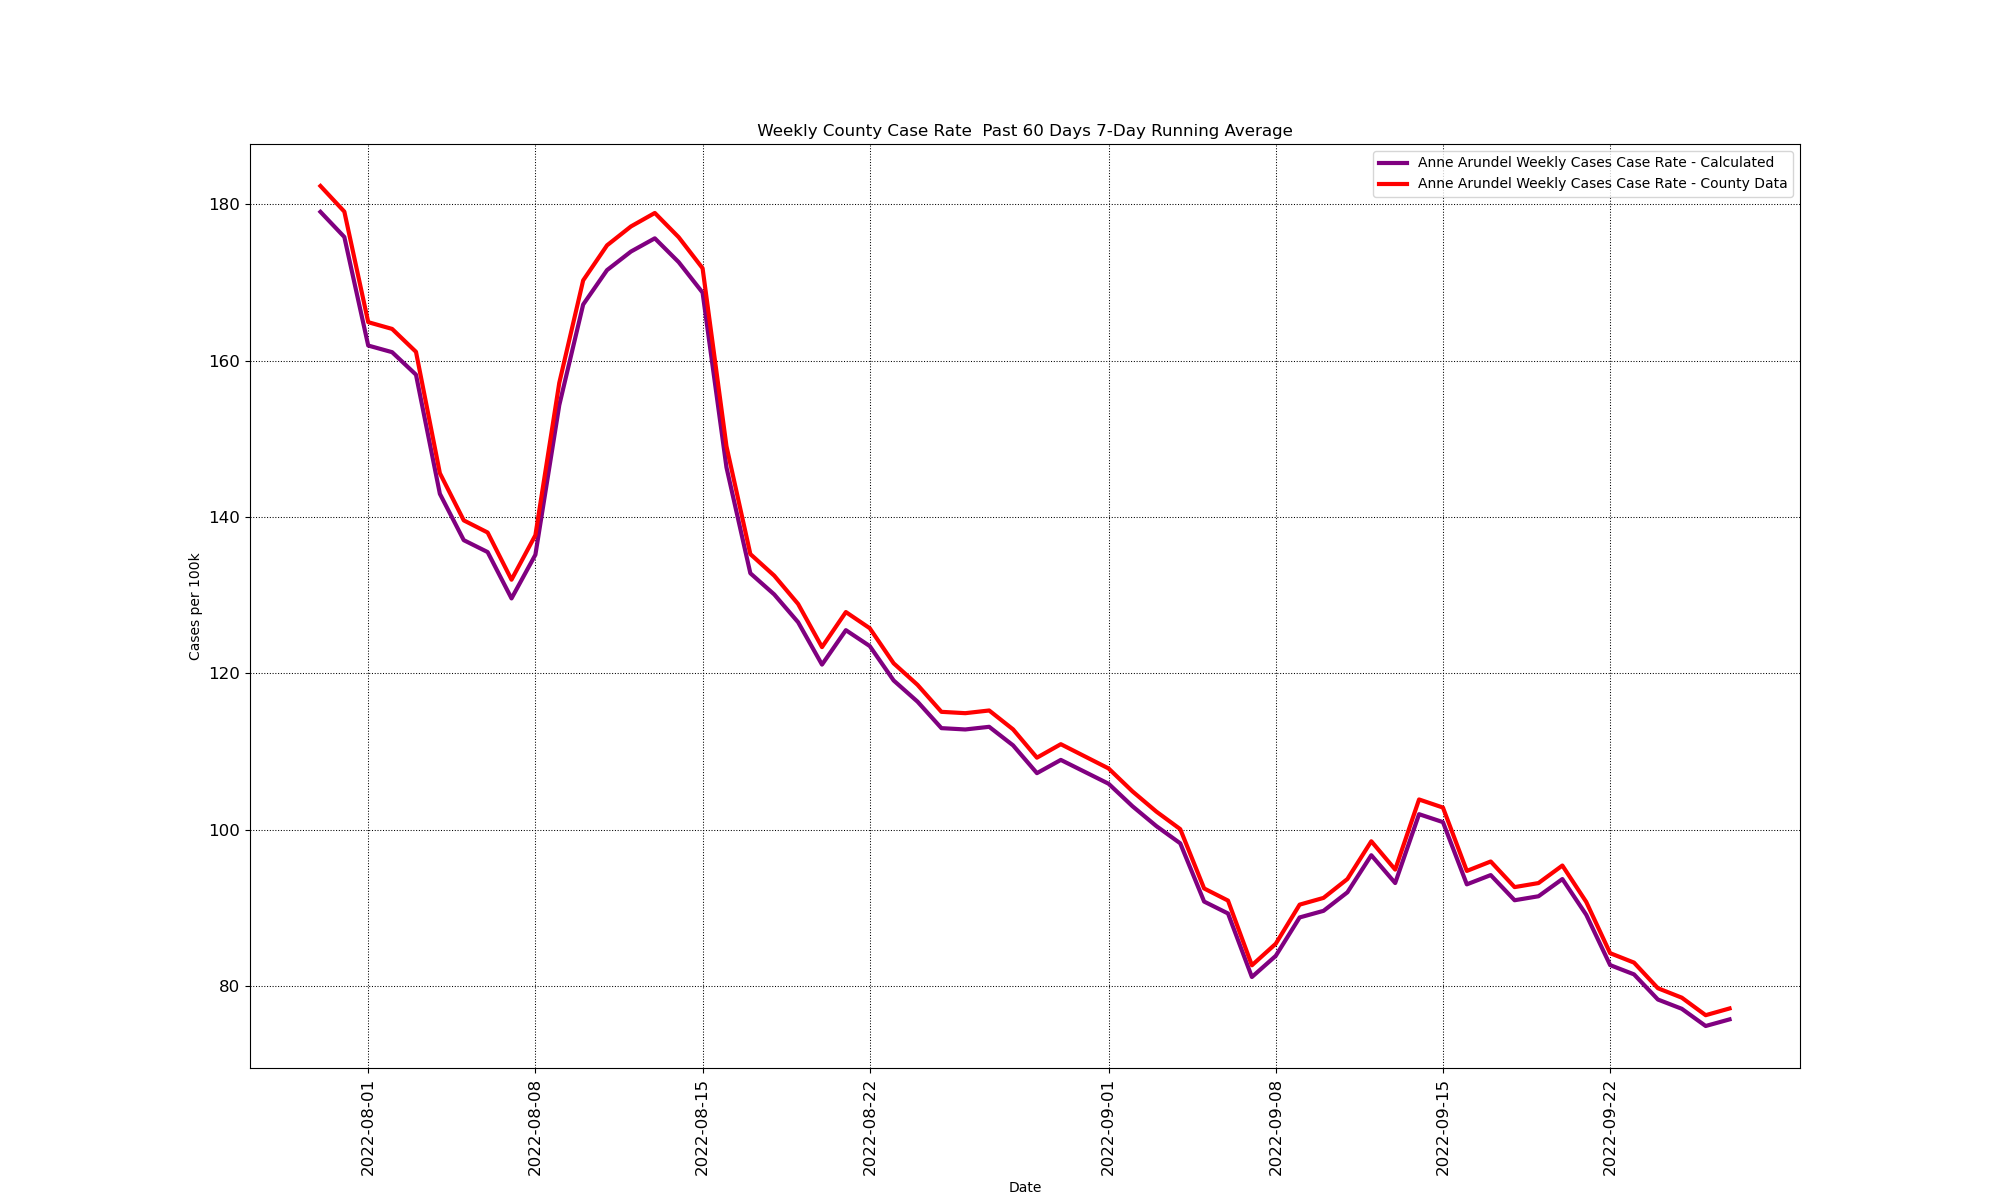 Weekly County Case Rate  Past 60 Days 7-Day Running Average
Anne Arundel Weekly Cases Case Rate - Calculated
Anne Arundel Weekly Cases Case Rate - County Data
180
160
140
120
100
80
Cases per 100k
2022-08-01
2022-08-08
2022-08-15
2022-08-22
2022-09-01
2022-09-08
2022-09-15
2022-09-22
Date